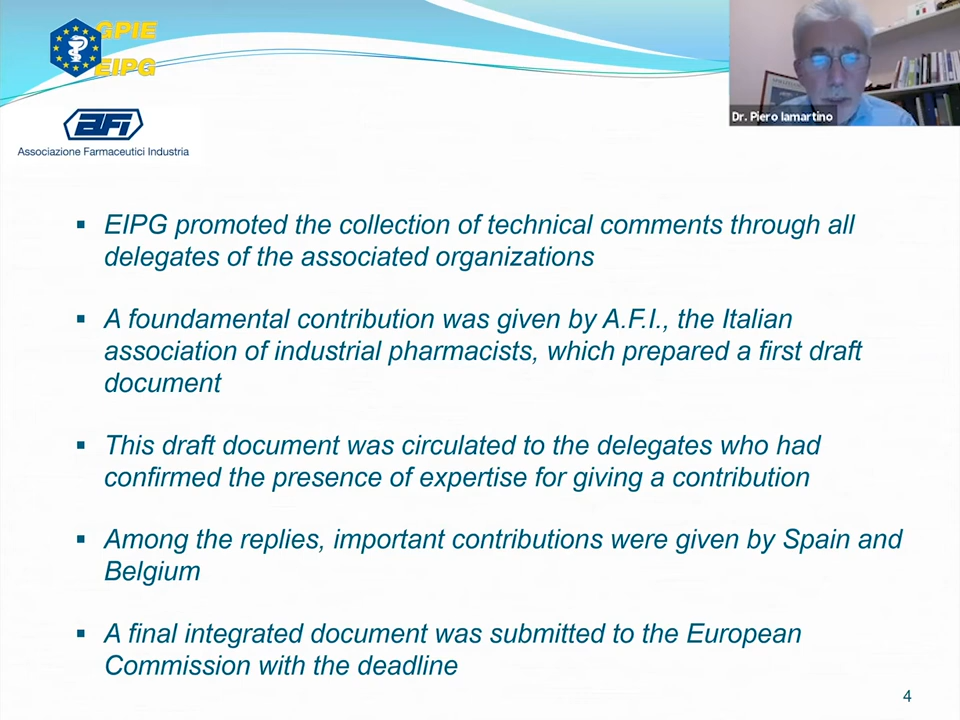 GPIE
EIPG
AFI
Associazione Farmaceutici Industria
Dr. Piero Iamartino
▪ EIPG promoted the collection of technical comments through all
delegates of the associated organizations
▪ A foundamental contribution was given by A.F.I., the Italian
association of industrial pharmacists, which prepared a first draft
document
▪ This draft document was circulated to the delegates who had
confirmed the presence of expertise for giving a contribution
▪ Among the replies, important contributions were given by Spain and
Belgium
▪ A final integrated document was submitted to the European
Commission with the deadline
4